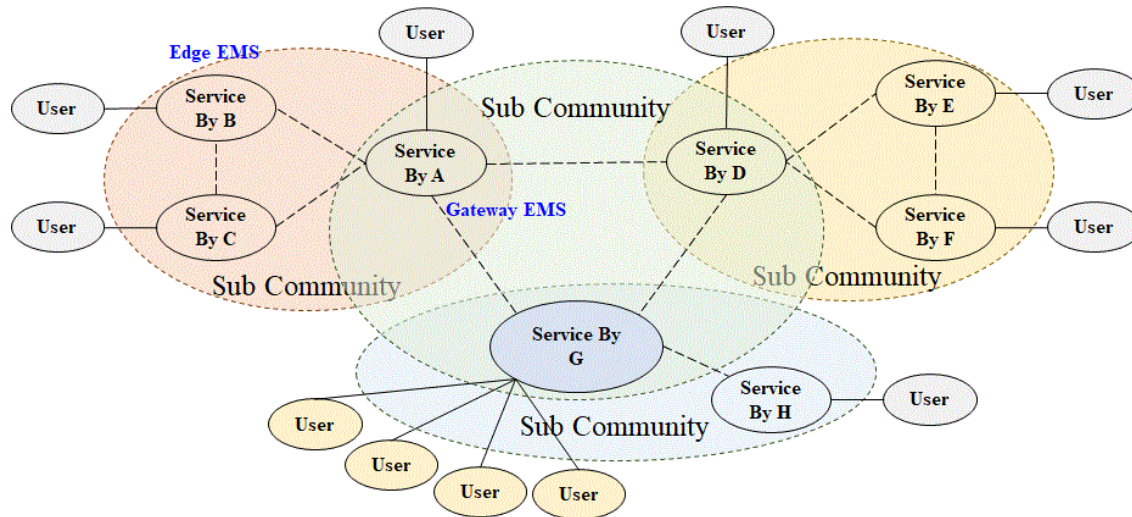 User
User
Edge EMS
User
Service
By B
Sub Community
Service
By E
User
Service
By A
Service
By D
User
Service
By C
Gateway EMS
Service
By F
User
Sub Community
Sub Community
Service By
G
Service
By H
User
User
Sub Community
User
User
User